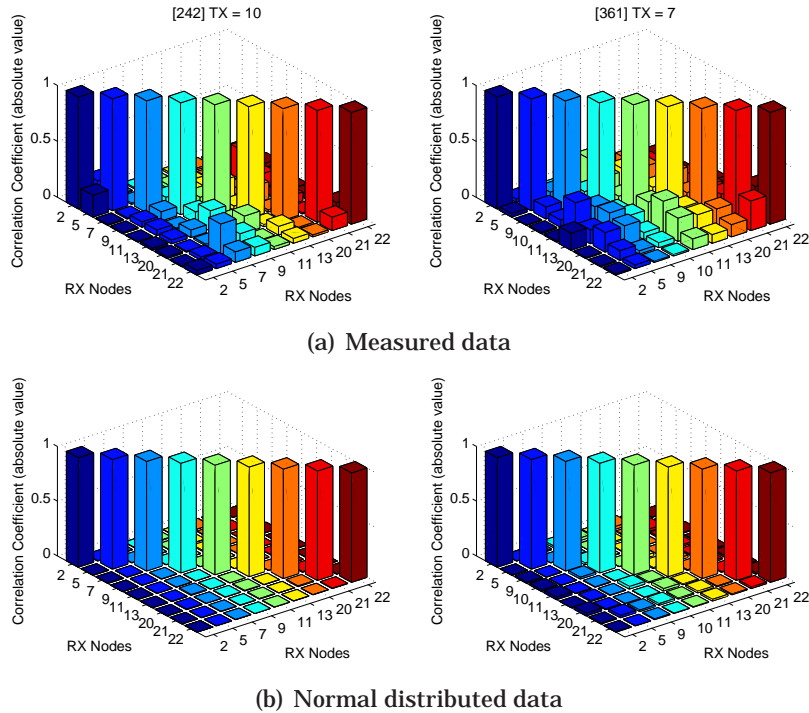 [242] TX = 10
Correlation Coefficient (absolute value)
1
0.5
0
2 5 7 9 11 13 20 21 22
RX Nodes
2 5 7 9 11 13 20 21 22
RX Nodes
[361] TX = 7
Correlation Coefficient (absolute value)
1
0.5
0
2 5 9 10 11 13 20 21 22
RX Nodes
2 5 9 10 11 13 20 21 22
RX Nodes
(a) Measured data
Correlation Coefficient (absolute value)
1
0.5
0
2 5 7 9 11 13 20 21 22
RX Nodes
2 5 7 9 11 13 20 21 22
RX Nodes
Correlation Coefficient (absolute value)
1
0.5
0
2 5 9 10 11 13 20 21 22
RX Nodes
2 5 9 10 11 13 20 21 22
RX Nodes
(b) Normal distributed data